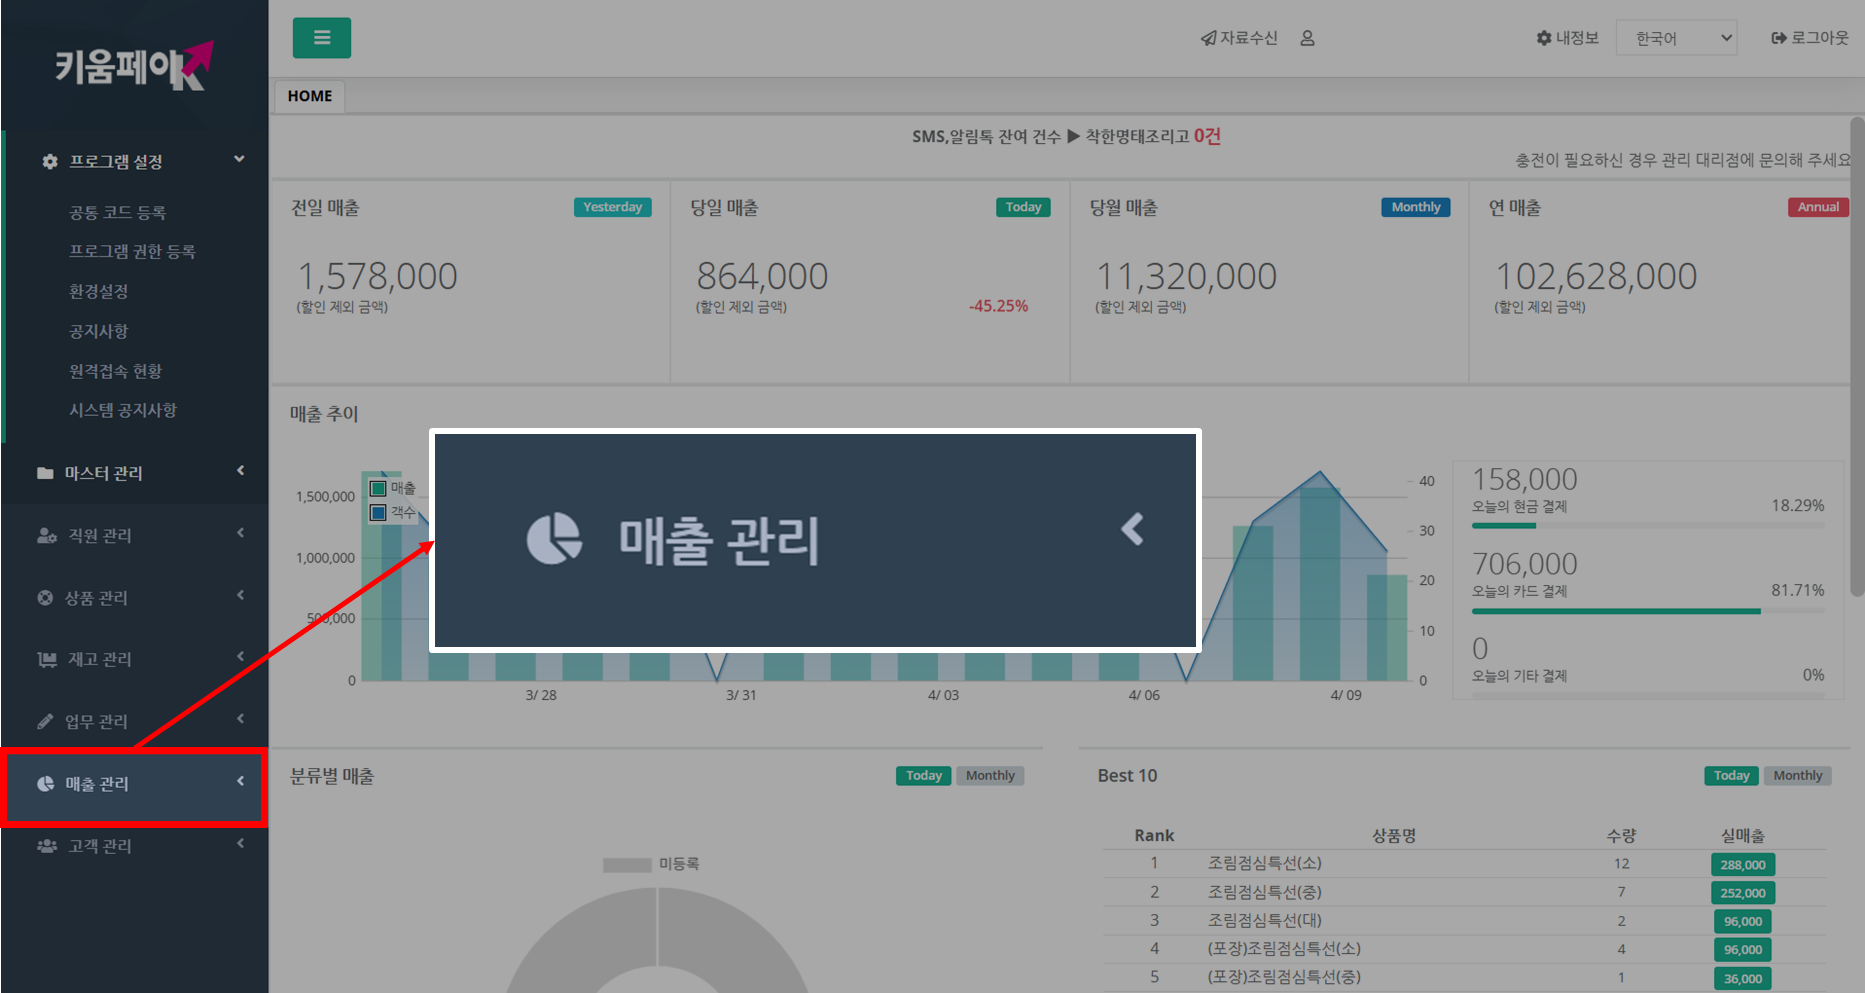 키움페이K
자료수신
내정보
한국어
로그아웃
HOME
SMS,알림톡 잔여 건수 ▶ 착한명태조리고 0건
충전이 필요하신 경우 관리 대리점에 문의해 주세요
프로그램 설정
공통 코드 등록
프로그램 권한 등록
환경설정
공지사항
원격접속 현황
시스템 공지사항
마스터 관리
직원 관리
상품 관리
재고 관리
업무 관리
매출 관리
고객 관리
전일 매출 Yesterday
1,578,000
(할인 제외 금액)
당일 매출 Today
864,000
(할인 제외 금액) -45.25%
당월 매출 Monthly
11,320,000
(할인 제외 금액)
연 매출 Annual
102,628,000
(할인 제외 금액)
매출 추이
매출
객수
1,500,000
1,000,000
500,000
0
40
30
20
10
0
3/ 28 3/ 31 4/ 03 4/ 06 4/ 09
매출 관리
158,000
오늘의 현금 결제 18.29%
706,000
오늘의 카드 결제 81.71%
0
오늘의 기타 결제 0%
분류별 매출 Today Monthly
미등록
Best 10 Today Monthly
Rank 상품명 수량 실매출
1 조림점심특선(소) 12 288,000
2 조림점심특선(중) 7 252,000
3 조림점심특선(대) 2 96,000
4 (포장)조림점심특선(소) 4 96,000
5 (포장)조림점심특선(중) 1 36,000